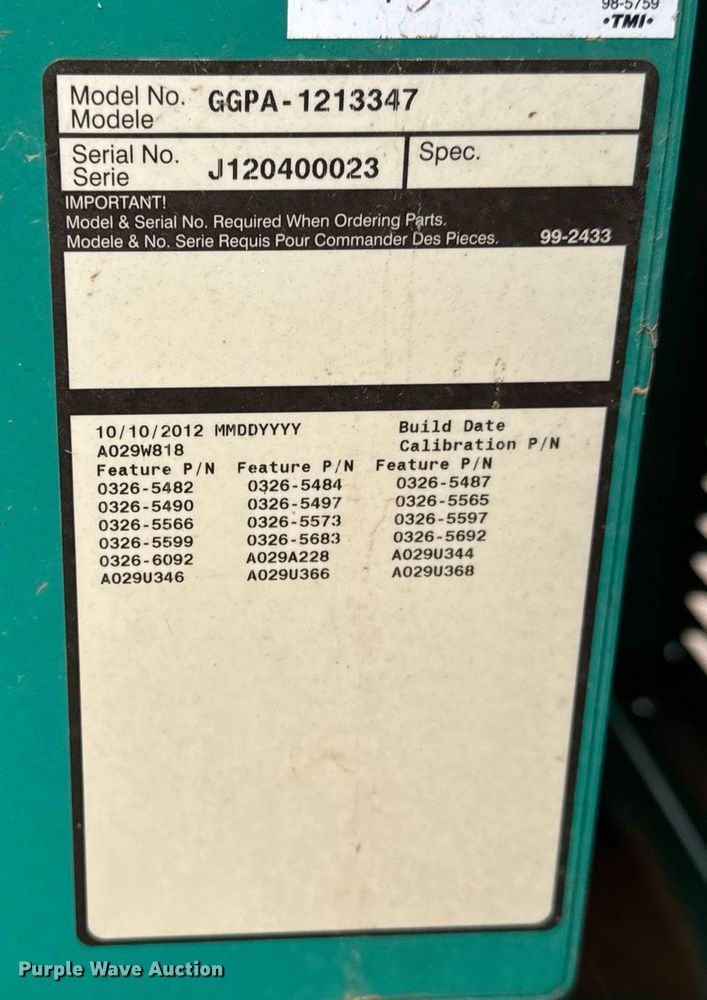 98-5759
•TMI•
Model No. GGPA-1213347
Modele
Serial No. J120400023 Spec.
Serie
IMPORTANT!
Model & Serial No. Required When Ordering Parts.
Modele & No. Serie Requis Pour Commander Des Pieces. 99-2433
10/10/2012 MMDDYYYY Build Date
A029W818 Calibration P/N
Feature P/N Feature P/N Feature P/N
0326-5482 0326-5484 0326-5487
0326-5490 0326-5497 0326-5565
0326-5566 0326-5573 0326-5597
0326-5599 0326-5683 0326-5692
0326-6092 A029A228 A029U344
A029U346 A029U366 A029U368
Purple Wave Auction